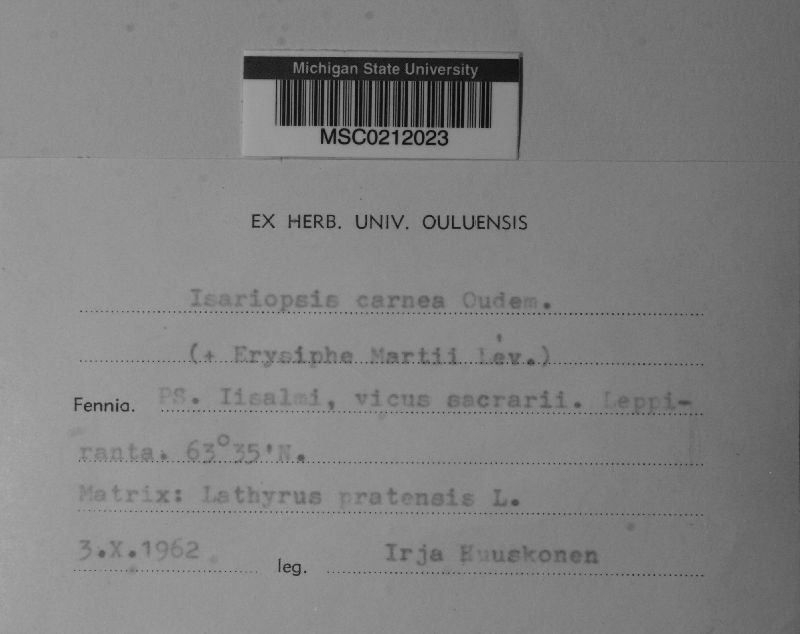 Michigan State University
MSC0212023
EX HERB. UNIV. OULUENSIS
Isariopsis carnea Oudem.
(+ Erysiphe Martii Lév.)
Fennia. PS. Iisalmi, vicus sacrarii. Leppi-
ranta. 63°35'N.
Matrix: Lathyrus pratensis L.
3.X.1962 leg. Irja Huuskonen